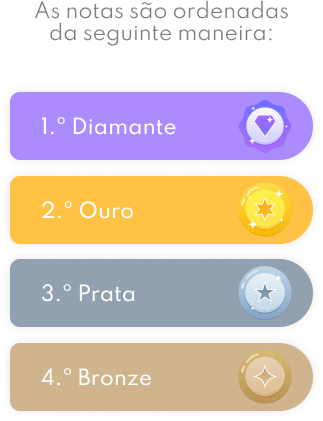 As notas são ordenadas
da seguinte maneira:
1.º Diamante
2.º Ouro
3.º Prata
4.º Bronze